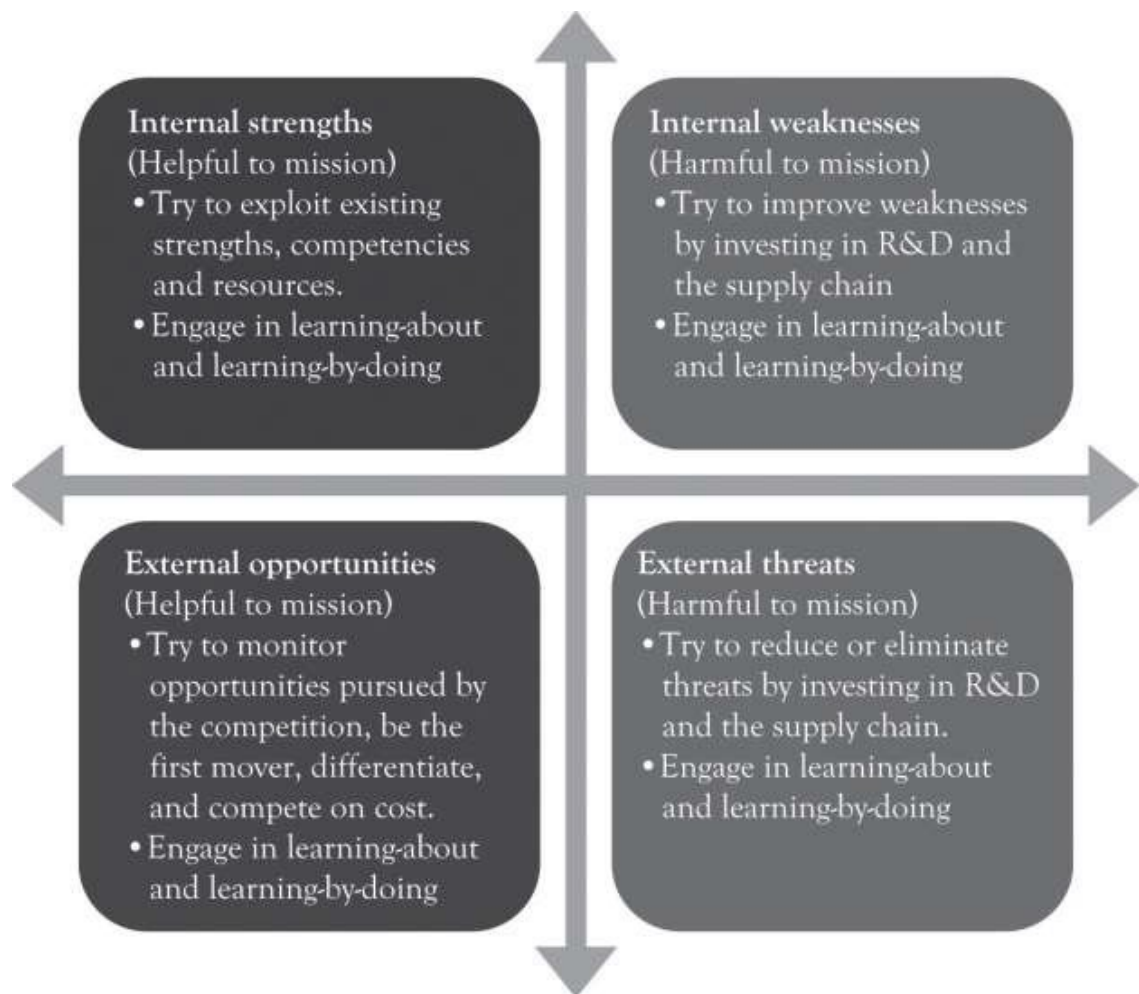 Internal strengths
(Helpful to mission)
• Try to exploit existing
strengths, competencies
and resources.
• Engage in learning-about
and learning-by-doing
Internal weaknesses
(Harmful to mission)
• Try to improve weaknesses
by investing in R&D and
the supply chain
• Engage in learning-about
and learning-by-doing
External opportunities
(Helpful to mission)
• Try to monitor
opportunities pursued by
the competition, be the
first mover, differentiate,
and compete on cost.
• Engage in learning-about
and learning-by-doing
External threats
(Harmful to mission)
• Try to reduce or eliminate
threats by investing in R&D
and the supply chain.
• Engage in learning-about
and learning-by-doing